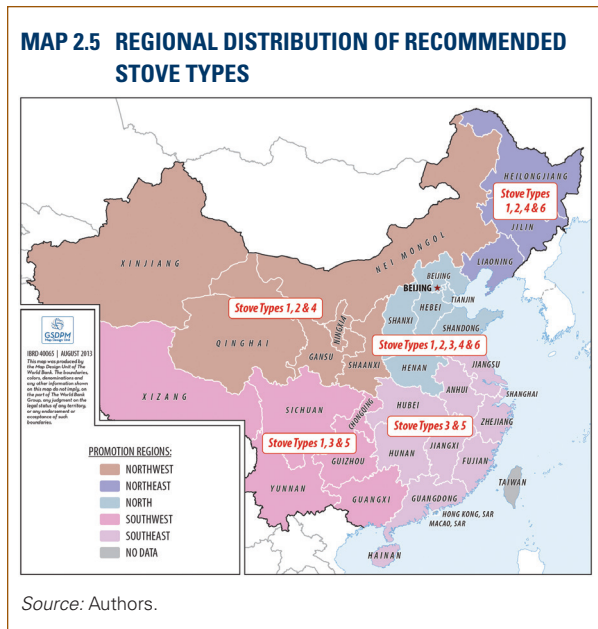 MAP 2.5 REGIONAL DISTRIBUTION OF RECOMMENDED
STOVE TYPES
HEILONGJIANG
Stove Types
1, 2, 4 & 6
JILIN
LIAONING
NEI MONGOL
XINJIANG
BEIJING
BEIJING
TIANJIN
HEBEI
SHANXI
SHANDONG
Stove Types 1, 2 & 4
NINGXIA
Stove Types 1, 2, 3, 4 & 6
QINGHAI
GANSU
SHAANXI
HENAN
JIANGSU
ANHUI
SHANGHAI
XIZANG
SICHUAN
CHONGQING
HUBEI
ZHEJIANG
Stove Types 1, 3 & 5
Stove Types 3 & 5
HUNAN
JIANGXI
GUIZHOU
FUJIAN
YUNNAN
GUANGXI
GUANGDONG
TAIWAN
HONG KONG, SAR
MACAO, SAR
HAINAN
GSDPM
Map Design Unit
IBRD 40065 | AUGUST 2013
This map was produced by
the Map Design Unit of The
World Bank. The boundaries,
colors, denominations and
any other information shown
on this map do not imply, on
the part of The World Bank
Group, any judgment on the
legal status of any territory,
or any endorsement or
acceptance of such
boundaries.
PROMOTION REGIONS:
NORTHWEST
NORTHEAST
NORTH
SOUTHWEST
SOUTHEAST
NO DATA
Source: Authors.